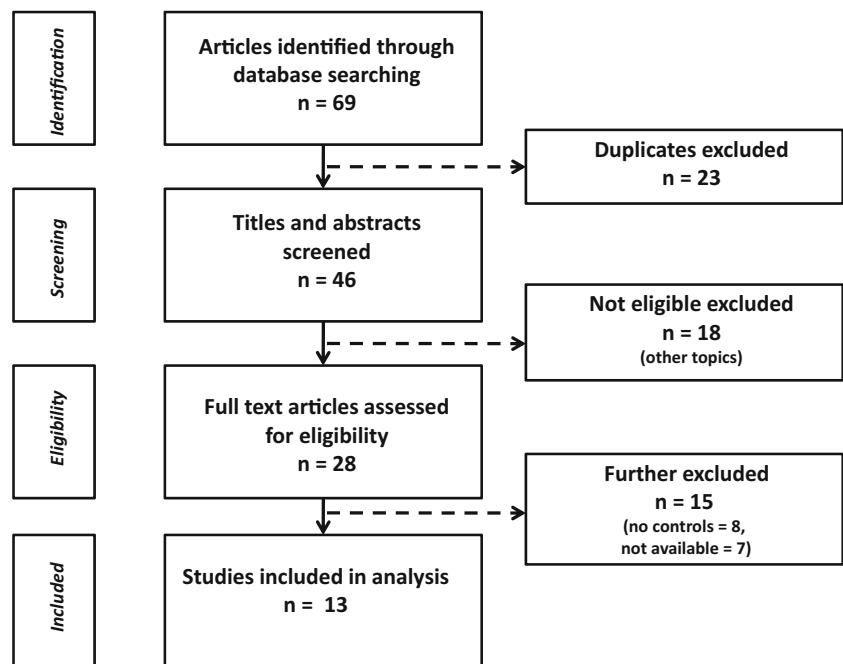 Identification
Articles identified through
database searching
n = 69
Duplicates excluded
n = 23
Screening
Titles and abstracts
screened
n = 46
Not eligible excluded
n = 18
(other topics)
Eligibility
Full text articles assessed
for eligibility
n = 28
Further excluded
n = 15
(no controls = 8,
not available = 7)
Included
Studies included in analysis
n = 13